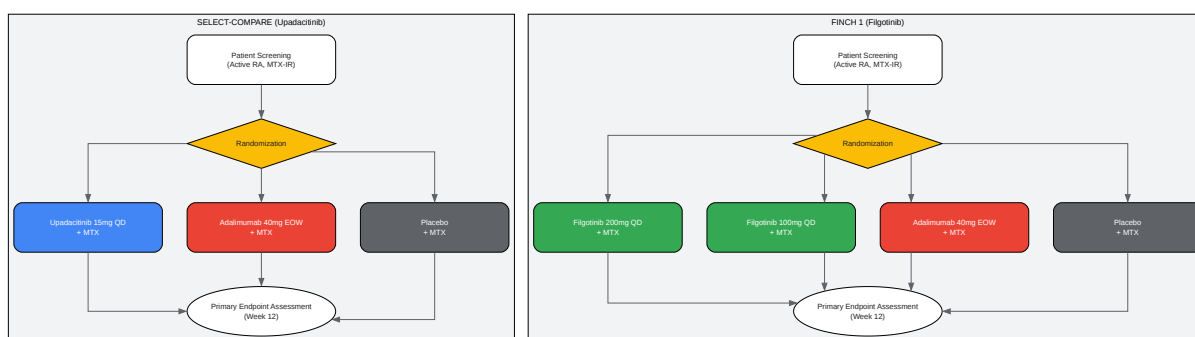 SELECT-COMPARE (Upadacitinib)
Patient Screening
(Active RA, MTX-IR)
Randomization
Upadacitinib 15mg QD
+ MTX
Adalimumab 40mg EOW
+ MTX
Placebo
+ MTX
Primary Endpoint Assessment
(Week 12)
FINCH 1 (Filgotinib)
Patient Screening
(Active RA, MTX-IR)
Randomization
Filgotinib 200mg QD
+ MTX
Filgotinib 100mg QD
+ MTX
Adalimumab 40mg EOW
+ MTX
Placebo
+ MTX
Primary Endpoint Assessment
(Week 12)